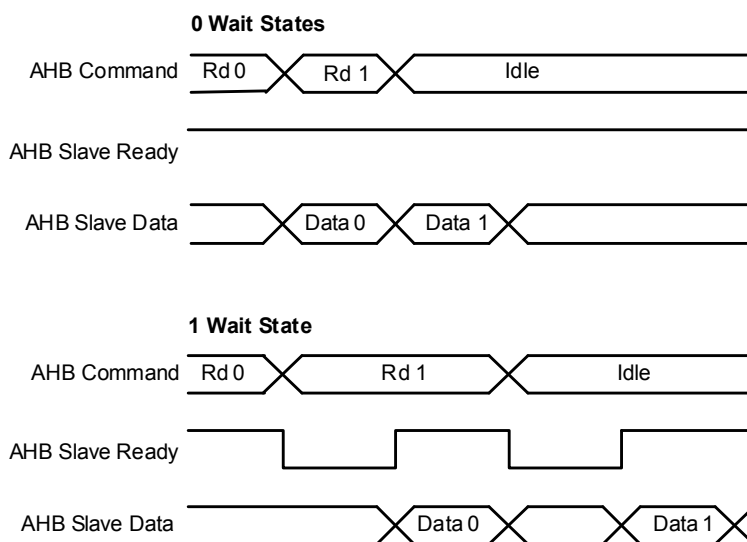 0 Wait States
AHB Command Rd 0 Rd 1 Idle
AHB Slave Ready
AHB Slave Data Data 0 Data 1
1 Wait State
AHB Command Rd 0 Rd 1 Idle
AHB Slave Ready
AHB Slave Data Data 0 Data 1